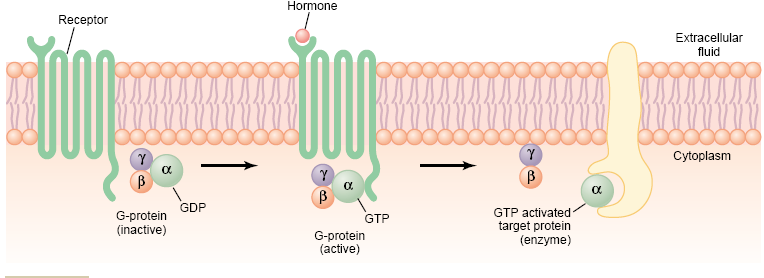 Hormone
Receptor
Extracellular
fluid
γ
β
α
γ
β
α
γ
β
α
Cytoplasm
GDP
G-protein
(inactive)
GTP
G-protein
(active)
GTP activated
target protein
(enzyme)